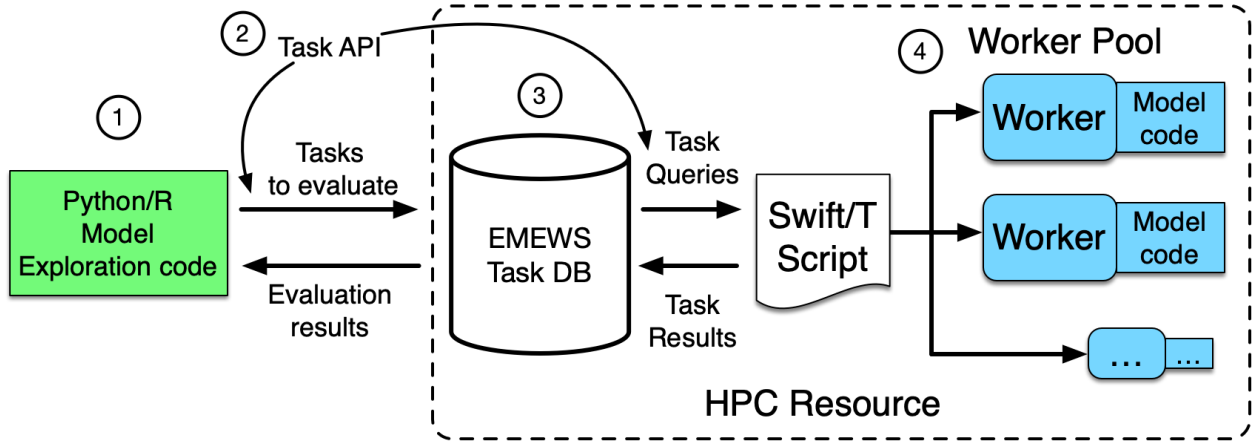 1
Python/R
Model
Exploration code
2
Task API
Tasks
to evaluate
Evaluation
results
3
EMEWS
Task DB
Task
Queries
Task
Results
Swift/T
Script
4
Worker Pool
Worker
Model
code
Worker
Model
code
...
...
HPC Resource